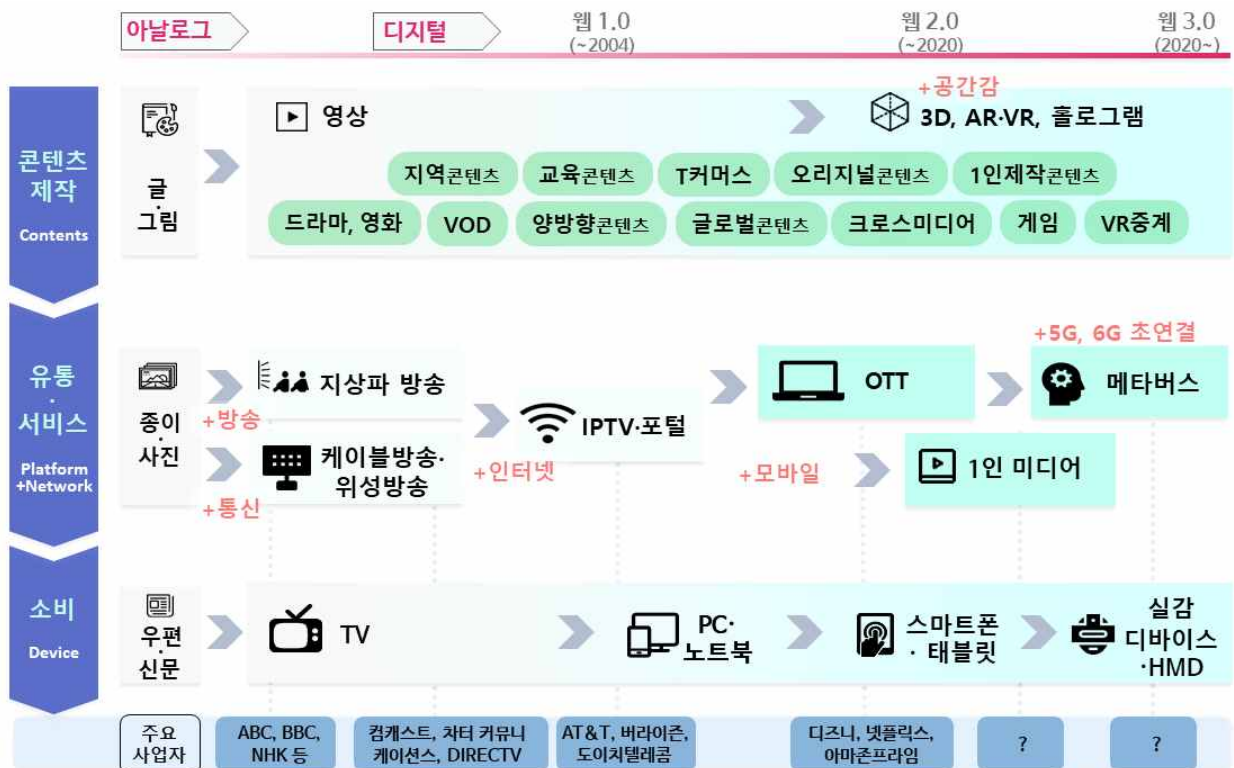 아날로그
디지털
웹 1.0
(~2004)
웹 2.0
(~2020)
웹 3.0
(2020~)
콘텐츠
제작
Contents
글
·
그림
영상
+공간감
3D, AR·VR, 홀로그램
지역콘텐츠
교육콘텐츠
T커머스
오리지널콘텐츠
1인제작콘텐츠
드라마, 영화
VOD
양방향콘텐츠
글로벌콘텐츠
크로스미디어
게임
VR중계
유통
·
서비스
Platform
+Network
종이
·
사진
+방송
+통신
지상파 방송
케이블방송·
위성방송
+인터넷
IPTV·포털
+모바일
OTT
1인 미디어
+5G, 6G 초연결
메타버스
소비
Device
우편
·
신문
TV
PC·
노트북
스마트폰
· 태블릿
실감
디바이스
·HMD
주요
사업자
ABC, BBC,
NHK 등
컴캐스트, 차터 커뮤니
케이션스, DIRECTV
AT&T, 버라이즌,
도이치텔레콤
디즈니, 넷플릭스,
아마존프라임
?
?